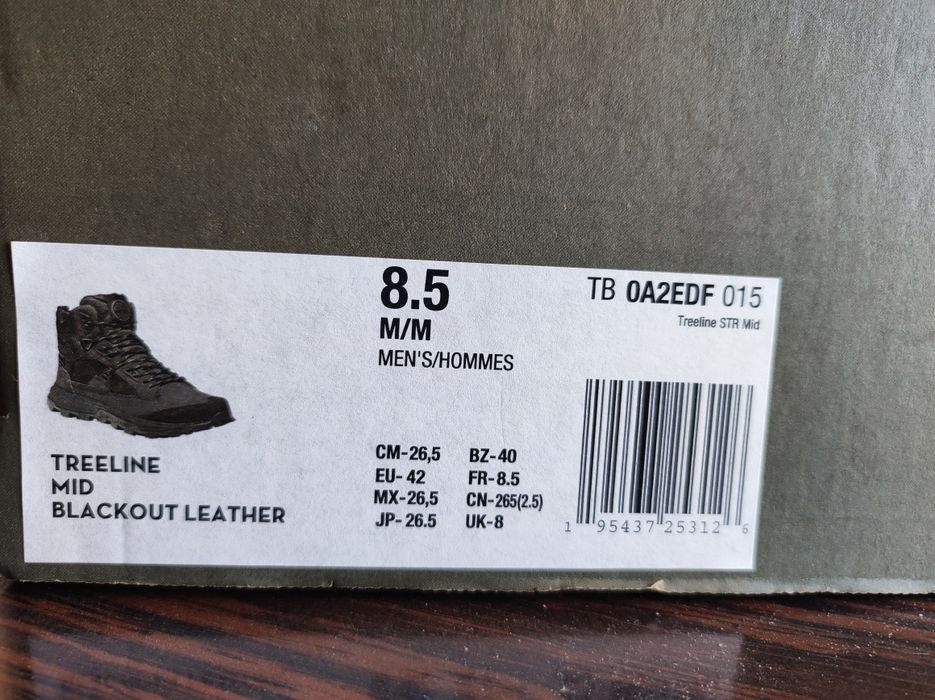 8.5
M/M
MEN'S/HOMMES
TB 0A2EDF 015
Treeline STR Mid
TREELINE
MID
BLACKOUT LEATHER
CM-26,5 BZ-40
EU-42 FR-8.5
MX-26,5 CN-265(2.5)
JP-26.5 UK-8
1 95437 25312 6